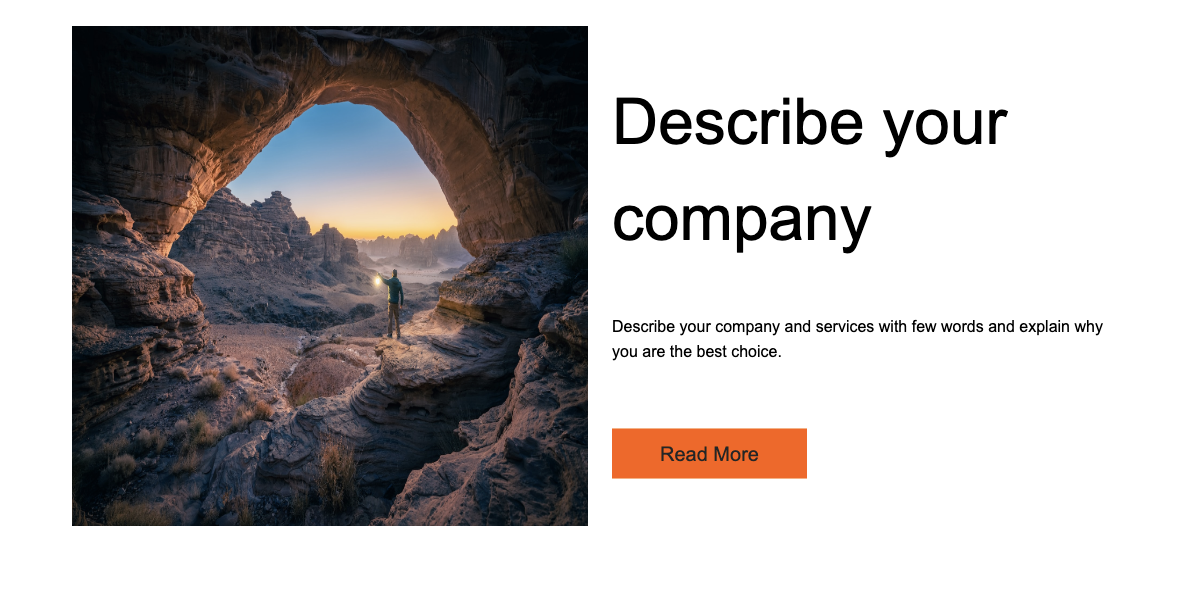 Describe your
company
Describe your company and services with few words and explain why
you are the best choice.
Read More